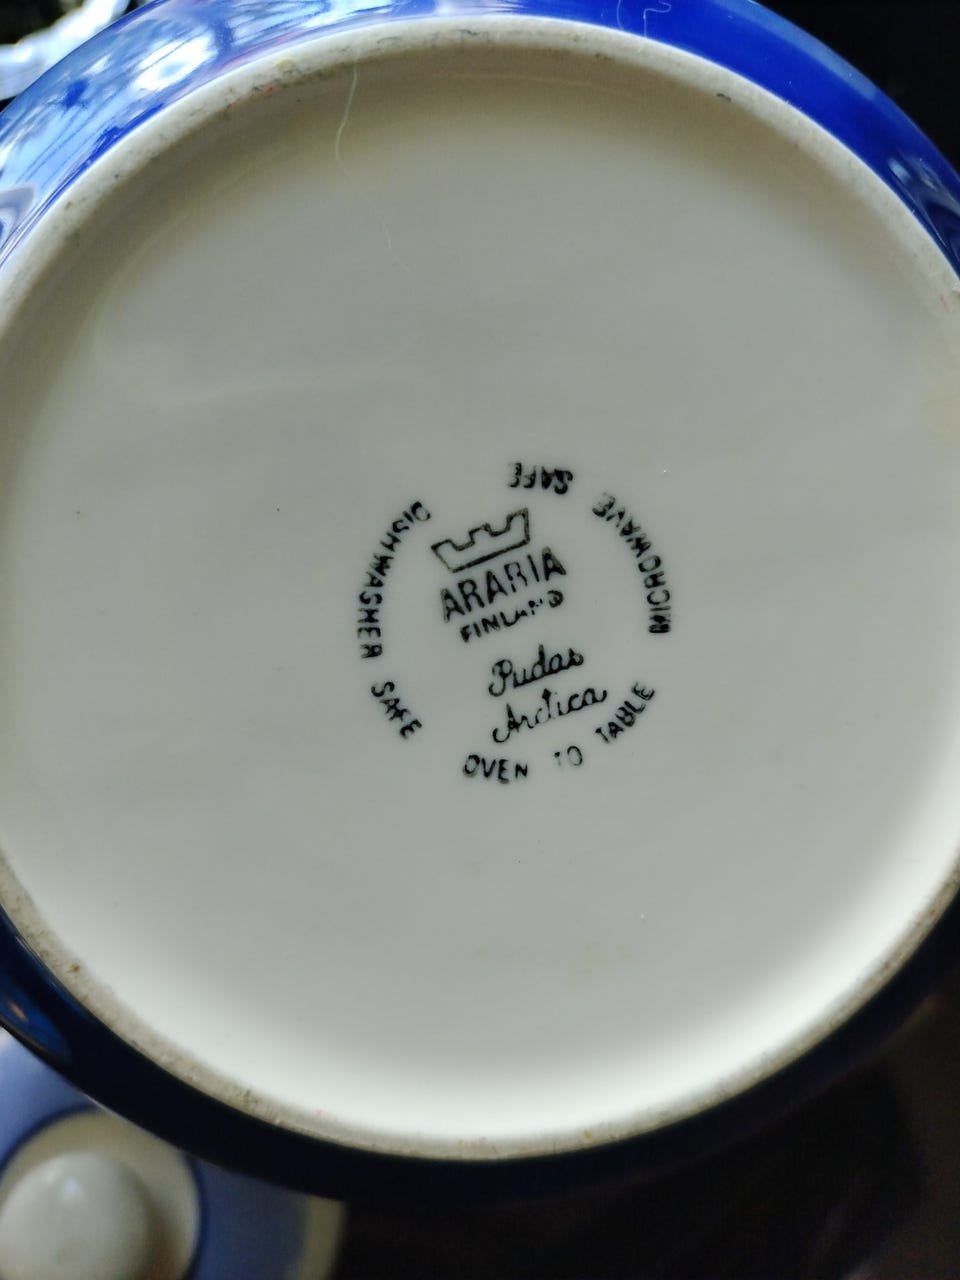 ARABIA
FINLAND
Pudas
Arctica
DISHWASHER SAFE
OVEN TO TABLE
MICROWAVE SAFE